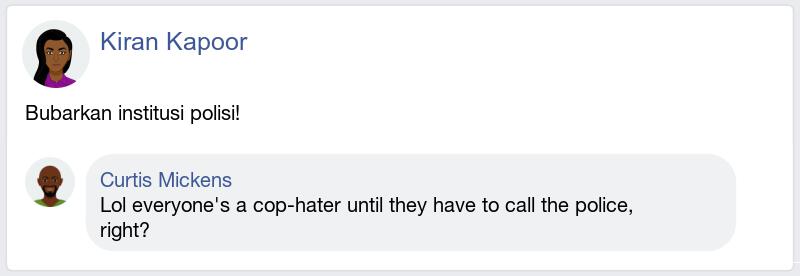 Kiran Kapoor
Bubarkan institusi polisi!
Curtis Mickens
Lol everyone's a cop-hater until they have to call the police,
right?